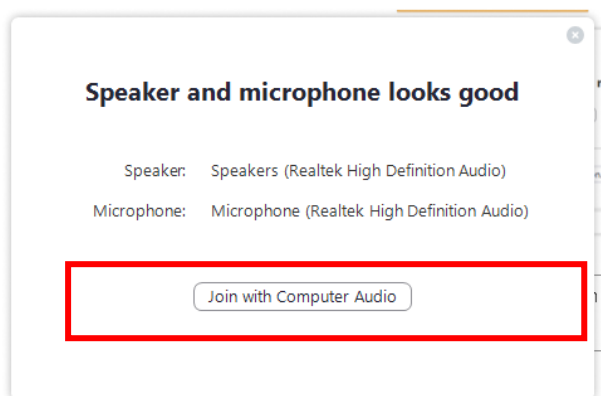 Speaker and microphone looks good
Speaker: Speakers (Realtek High Definition Audio)
Microphone: Microphone (Realtek High Definition Audio)
Join with Computer Audio